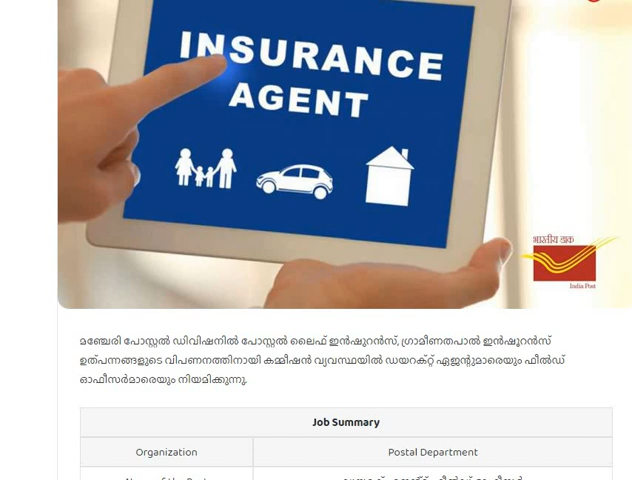 INSURANCE
AGENT
भारतीय डाक
India Post
മഞ്ചേരി പോസ്റ്റൽ ഡിവിഷനിൽ പോസ്റ്റൽ ലൈഫ് ഇൻഷുറൻസ്, ഗ്രാമീണതപാൽ ഇൻഷൂറൻസ്
ഉത്പന്നങ്ങളുടെ വിപണനത്തിനായി കമ്മീഷൻ വ്യവസ്ഥയിൽ ഡയറക്റ്റ് ഏജന്റുമാരെയും ഫീൽഡ്
ഓഫീസർമാരെയും നിയമിക്കുന്നു.
Job Summary
Organization Postal Department